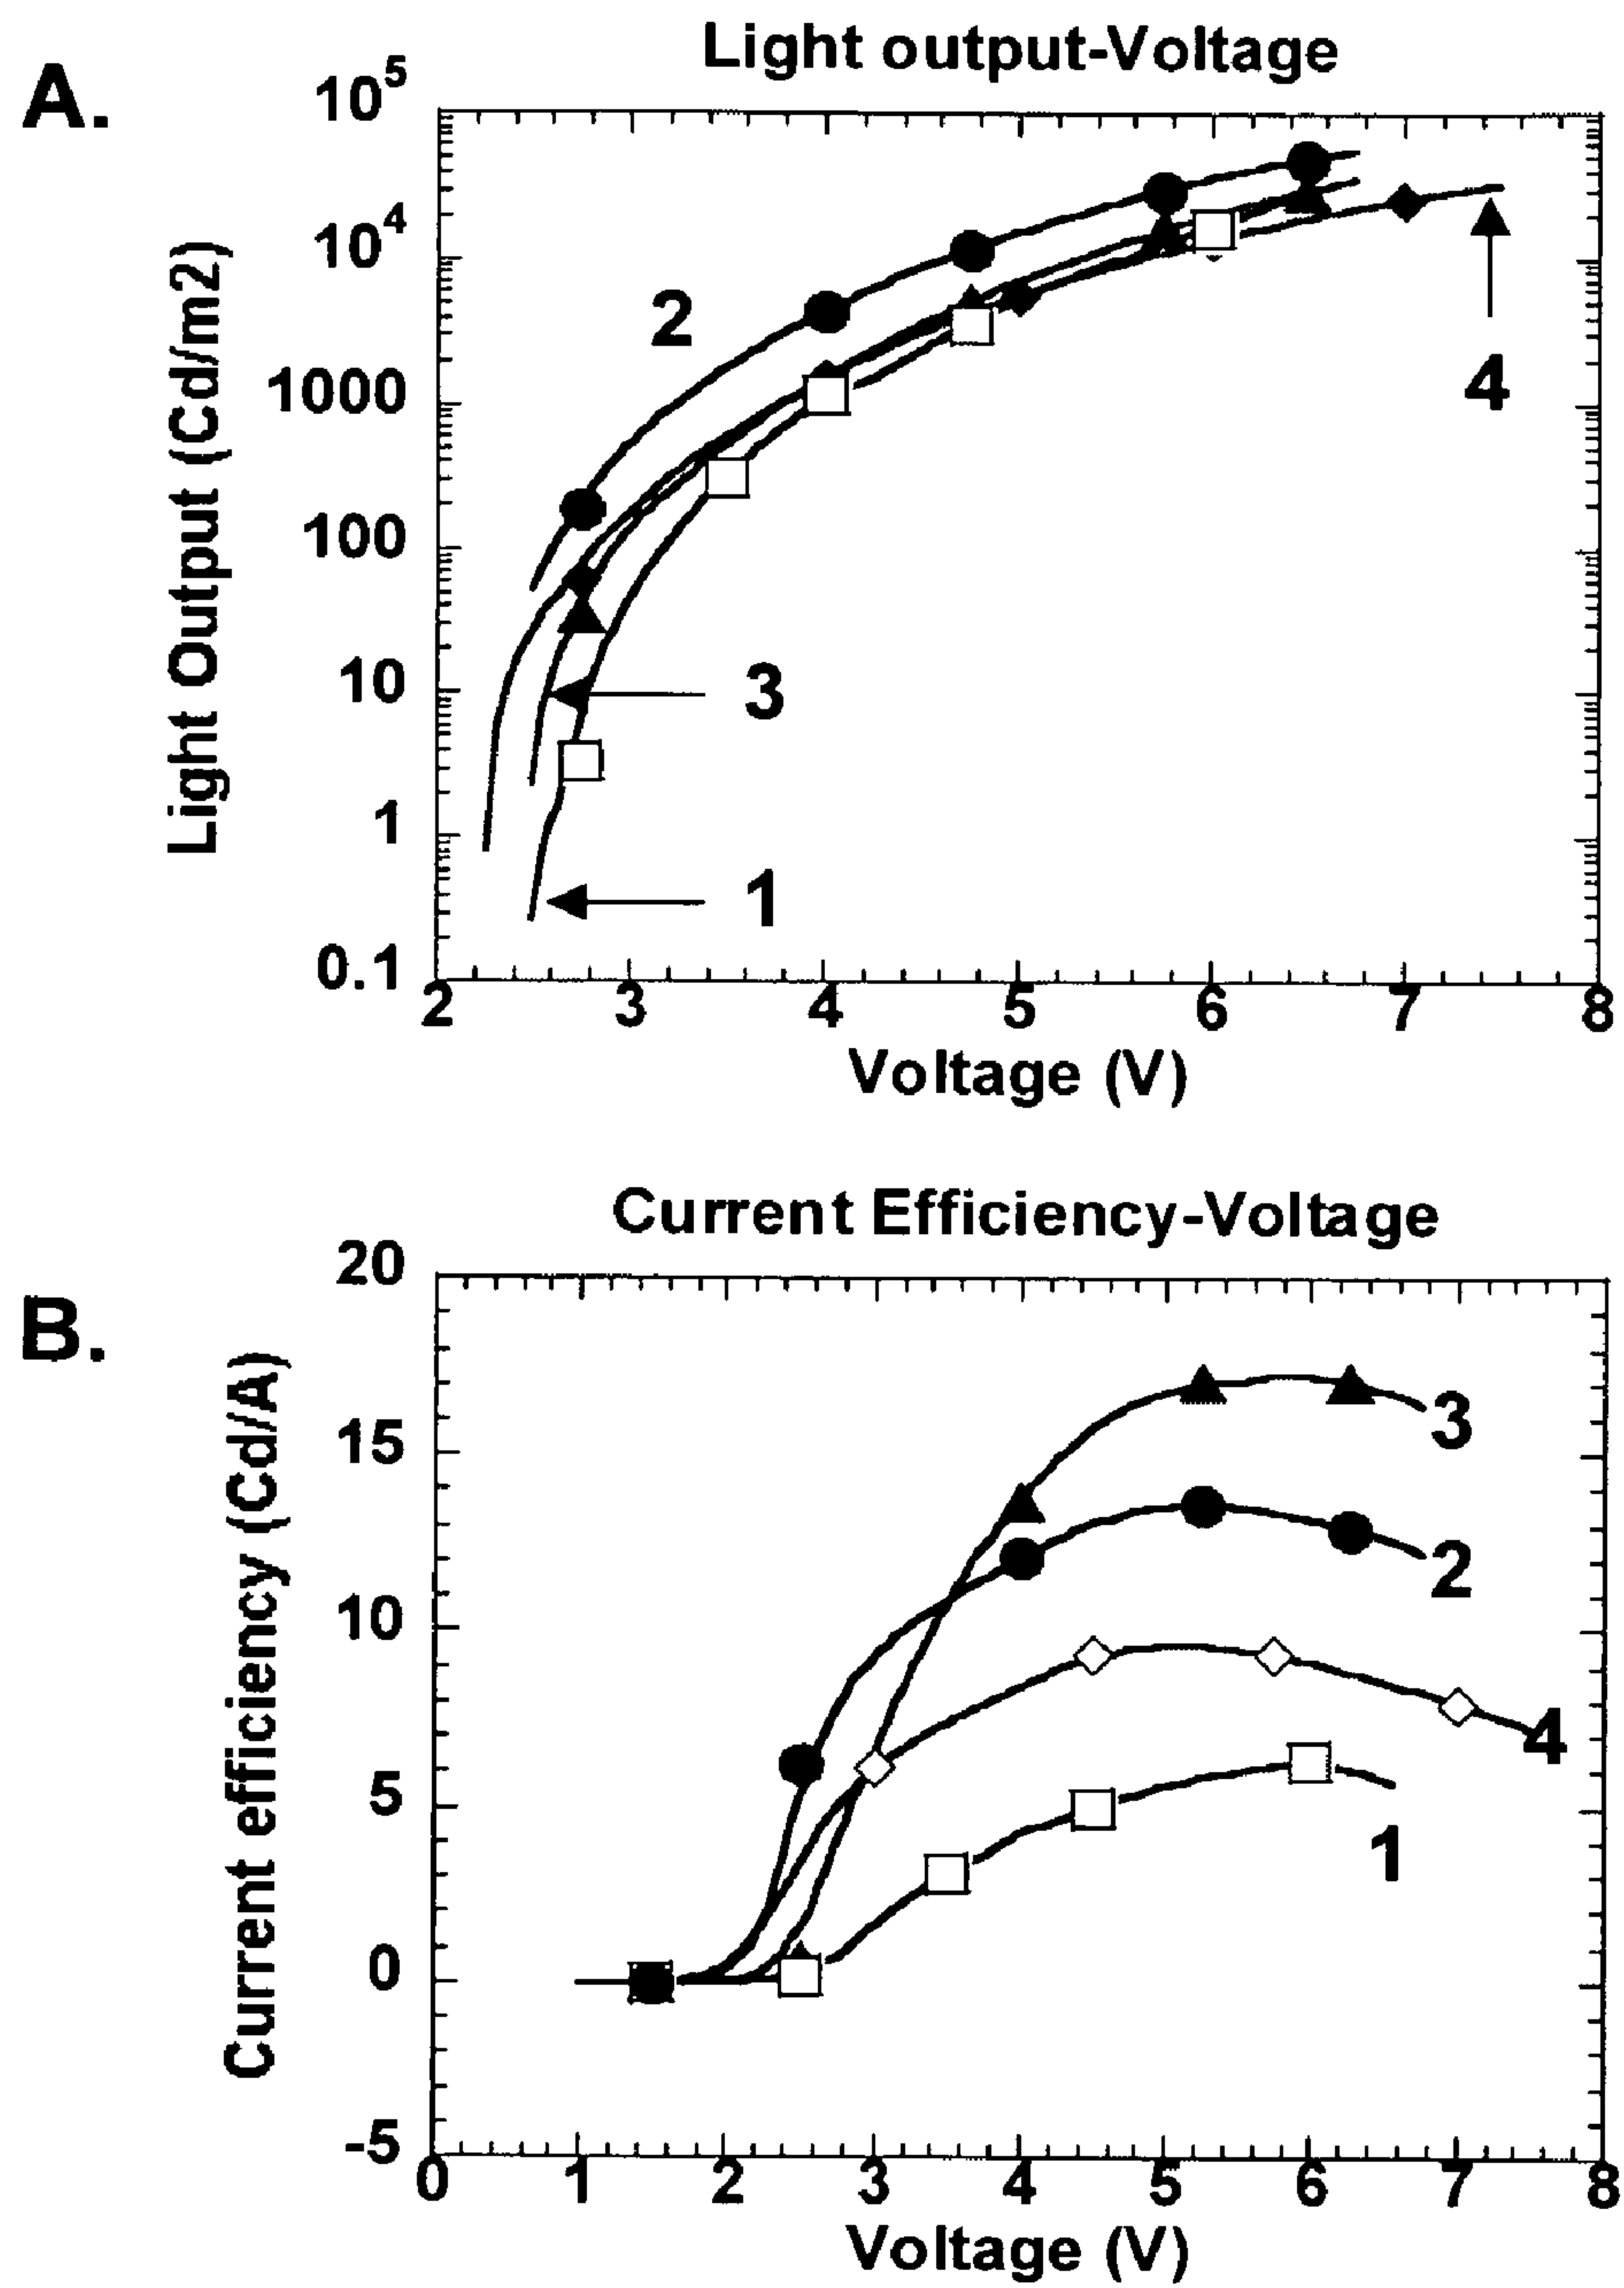 A.
Light output-Voltage
Light Output (Cd/m2)
10^5
10^4
1000
100
10
1
0.1
2
3
1
4
2 3 4 5 6 7 8
Voltage (V)
B.
Current Efficiency-Voltage
Current efficiency (Cd/A)
20
15
10
5
0
-5
3
2
4
1
0 1 2 3 4 5 6 7 8
Voltage (V)